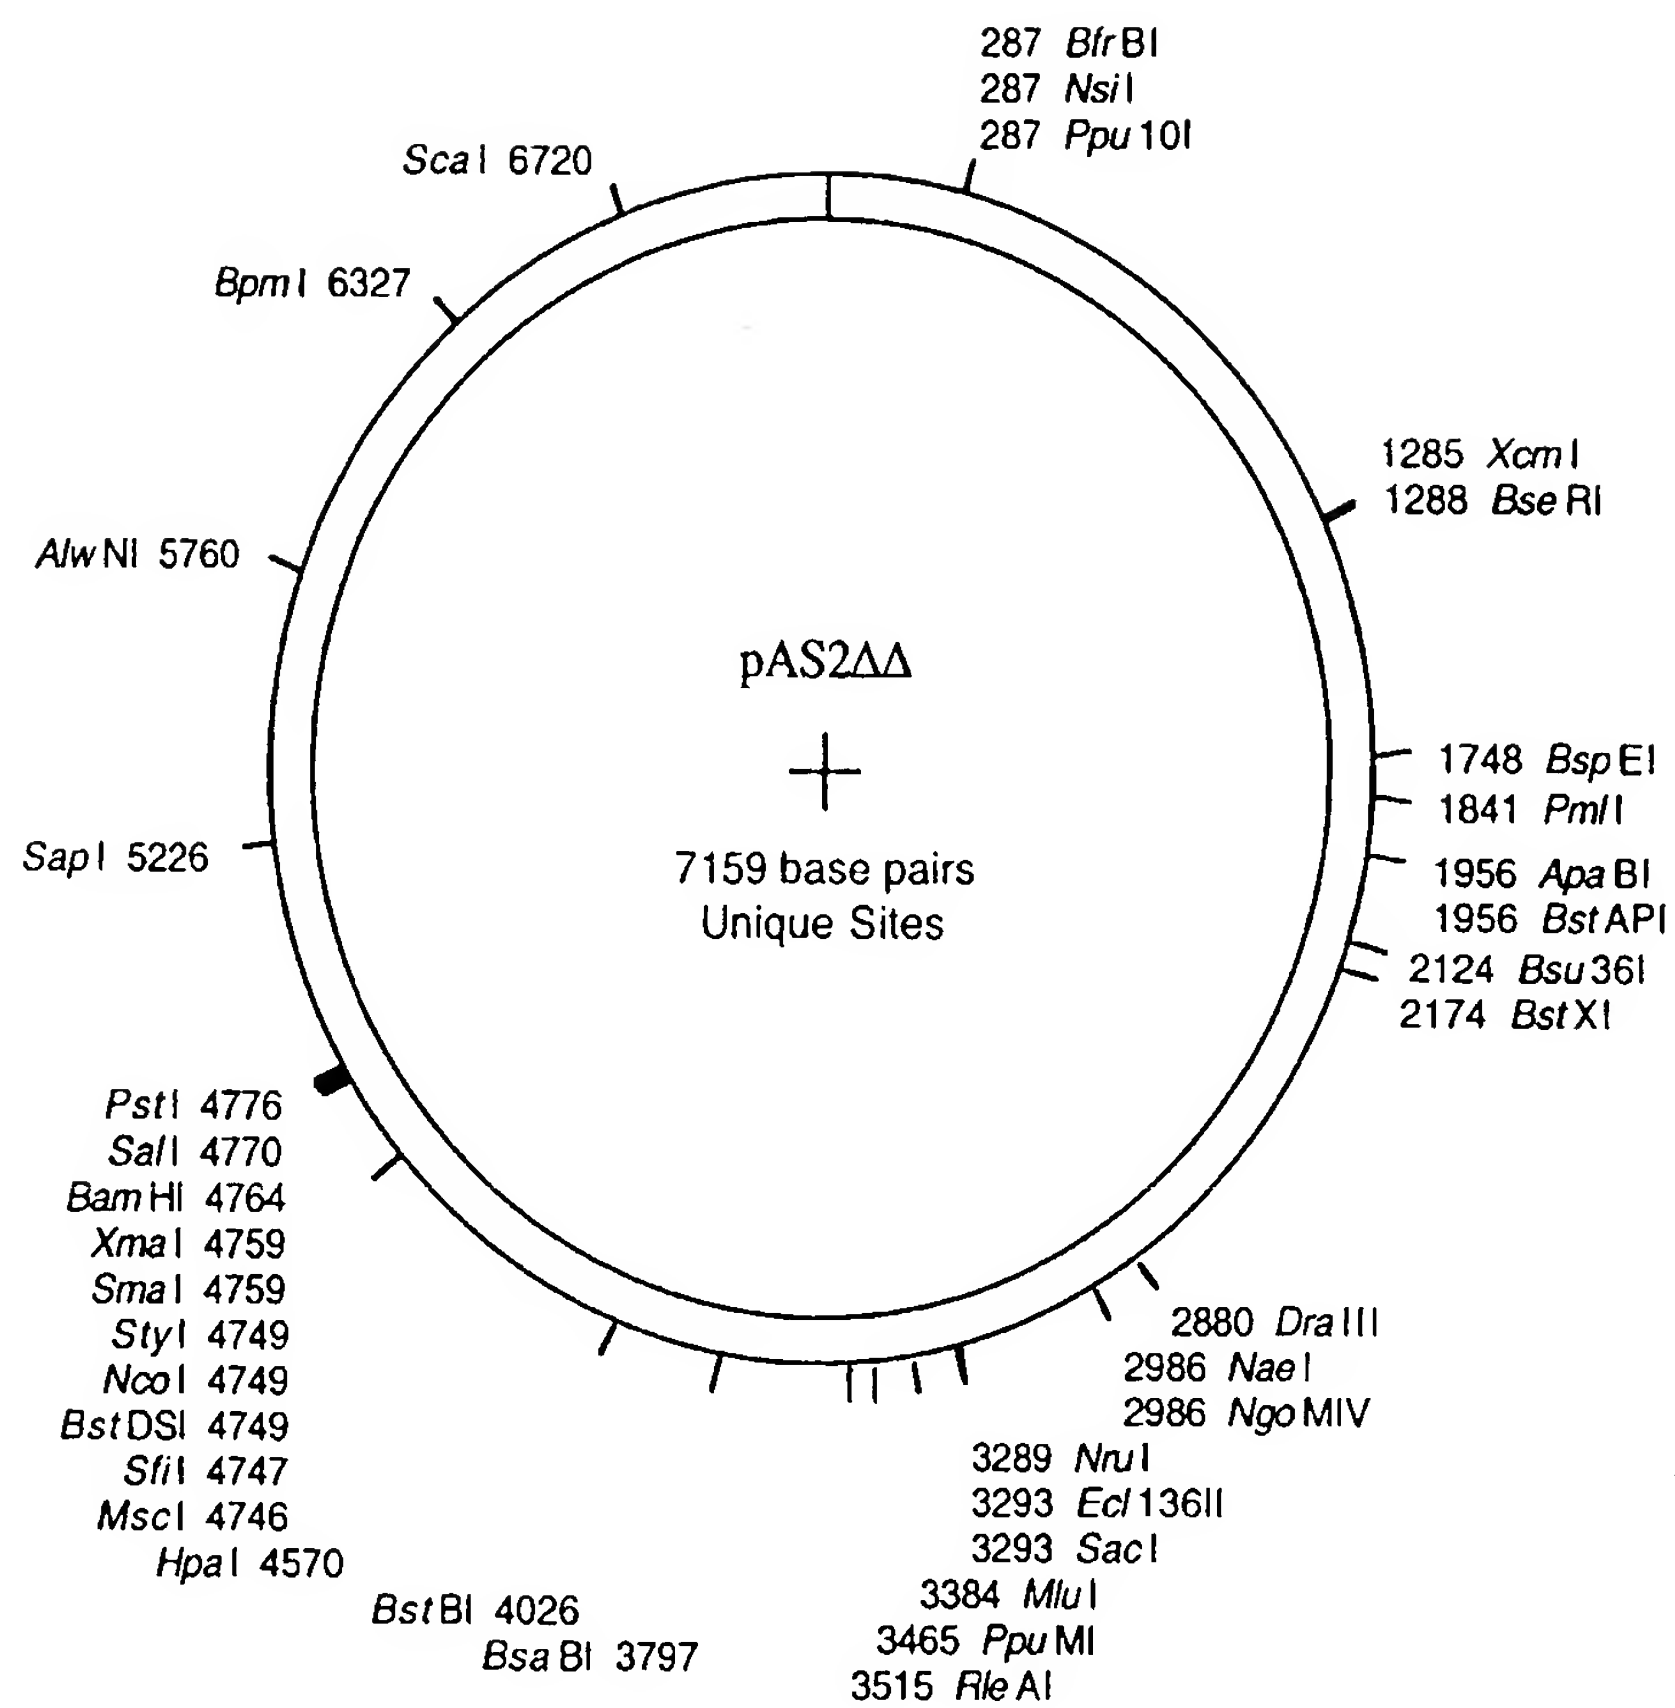 287 BfrBI
287 NsiI
287 Ppu10I
ScaI 6720
BpmI 6327
1285 XcmI
1288 BseRI
AlwNI 5760
pAS2ΔΔ
1748 BspEI
1841 PmlI
SapI 5226
7159 base pairs
Unique Sites
1956 ApaBI
1956 BstAPI
2124 Bsu36I
2174 BstXI
PstI 4776
SalI 4770
BamHI 4764
XmaI 4759
SmaI 4759
StyI 4749
NcoI 4749
BstDSI 4749
SfiI 4747
MscI 4746
HpaI 4570
BstBI 4026
BsaBI 3797
2880 DraIII
2986 NaeI
2986 NgoMIV
3289 NruI
3293 Ecl136II
3293 SacI
3384 MluI
3465 PpuMI
3515 RleAI